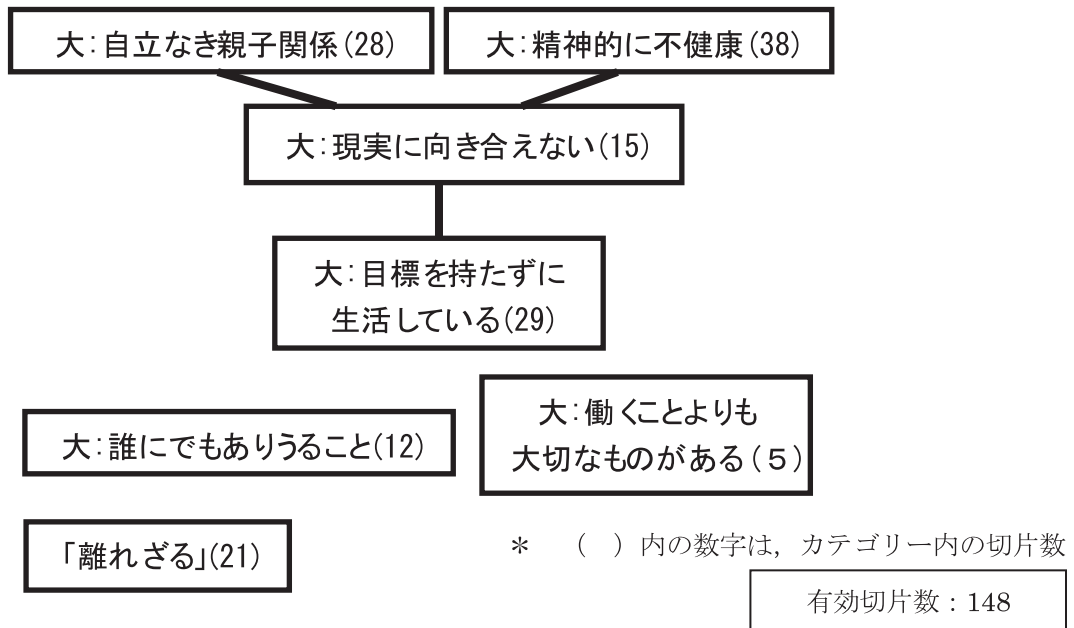 大:自立なき親子関係(28)
大:精神的に不健康(38)
大:現実に向き合えない(15)
大:目標を持たずに
生活している(29)
大:誰にでもありうること(12)
大:働くことよりも
大切なものがある(５)
「離れざる」(21)
＊ （　）内の数字は，カテゴリー内の切片数
有効切片数：148